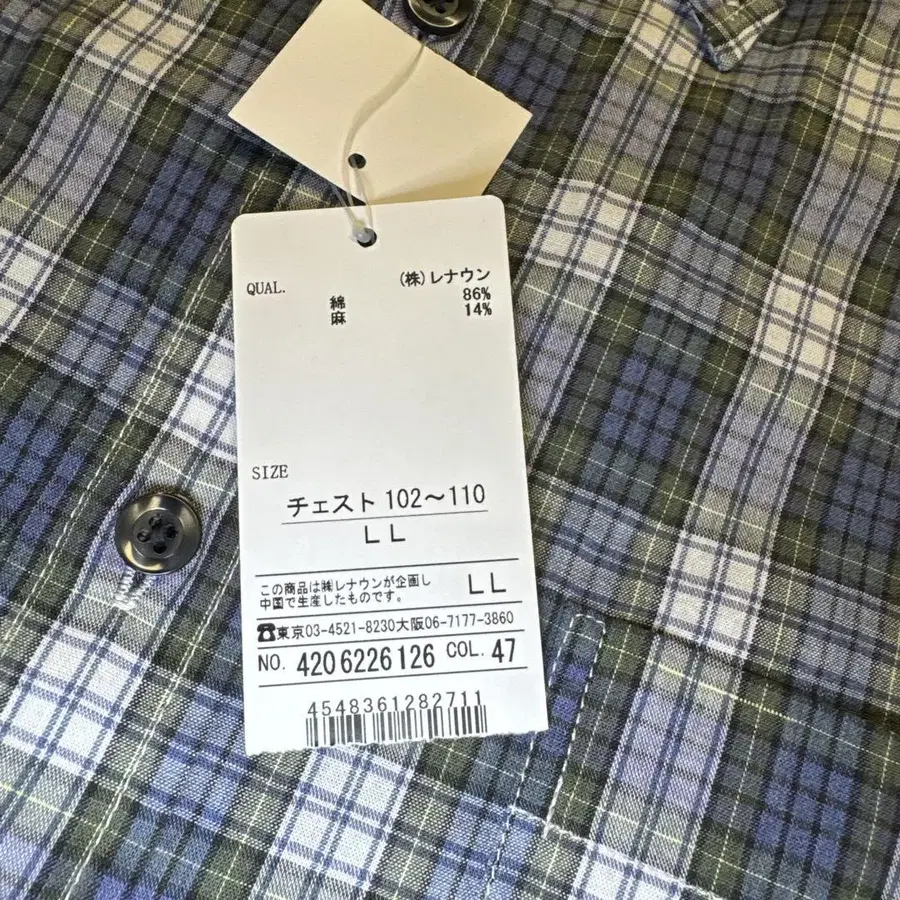 (株)レナウン
QUAL.
綿 86%
麻 14%
SIZE
チェスト 102～110
LL
この商品は㈱レナウンが企画し
中国で生産したものです。
LL
☎東京03-4521-8230大阪06-7177-3860
NO. 4206226126 COL. 47
4548361282711